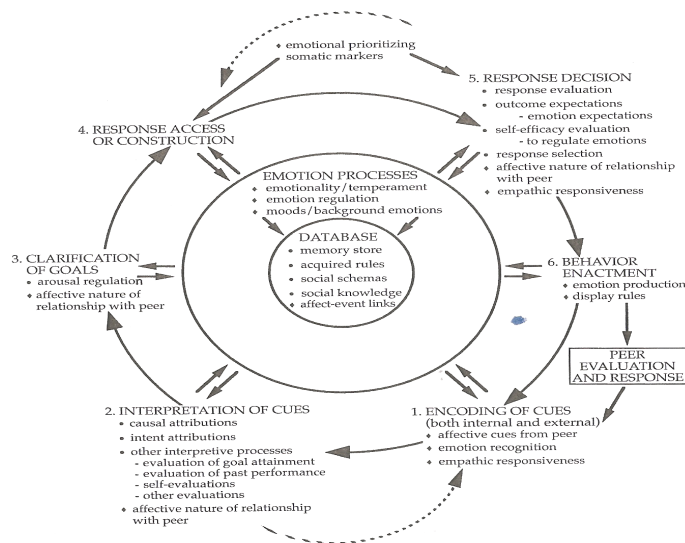 ♦ emotional prioritizing
somatic markers
5. RESPONSE DECISION
• response evaluation
• outcome expectations
- emotion expectations
• self-efficacy evaluation
- to regulate emotions
• response selection
♦ affective nature of relationship
with peer
♦ empathic responsiveness
4. RESPONSE ACCESS
OR CONSTRUCTION
EMOTION PROCESSES
♦ emotionality/temperament
♦ emotion regulation
♦ moods/background emotions
DATABASE
• memory store
• acquired rules
• social schemas
• social knowledge
♦ affect-event links
3. CLARIFICATION
OF GOALS
• arousal regulation
♦ affective nature of
relationship with peer
6. BEHAVIOR
ENACTMENT
♦ emotion production
♦ display rules
PEER
EVALUATION
AND RESPONSE
2. INTERPRETATION OF CUES
• causal attributions
• intent attributions
• other interpretive processes
- evaluation of goal attainment
- evaluation of past performance
- self-evaluations
- other evaluations
♦ affective nature of relationship
with peer
1. ENCODING OF CUES
(both internal and external)
♦ affective cues from peer
♦ emotion recognition
♦ empathic responsiveness